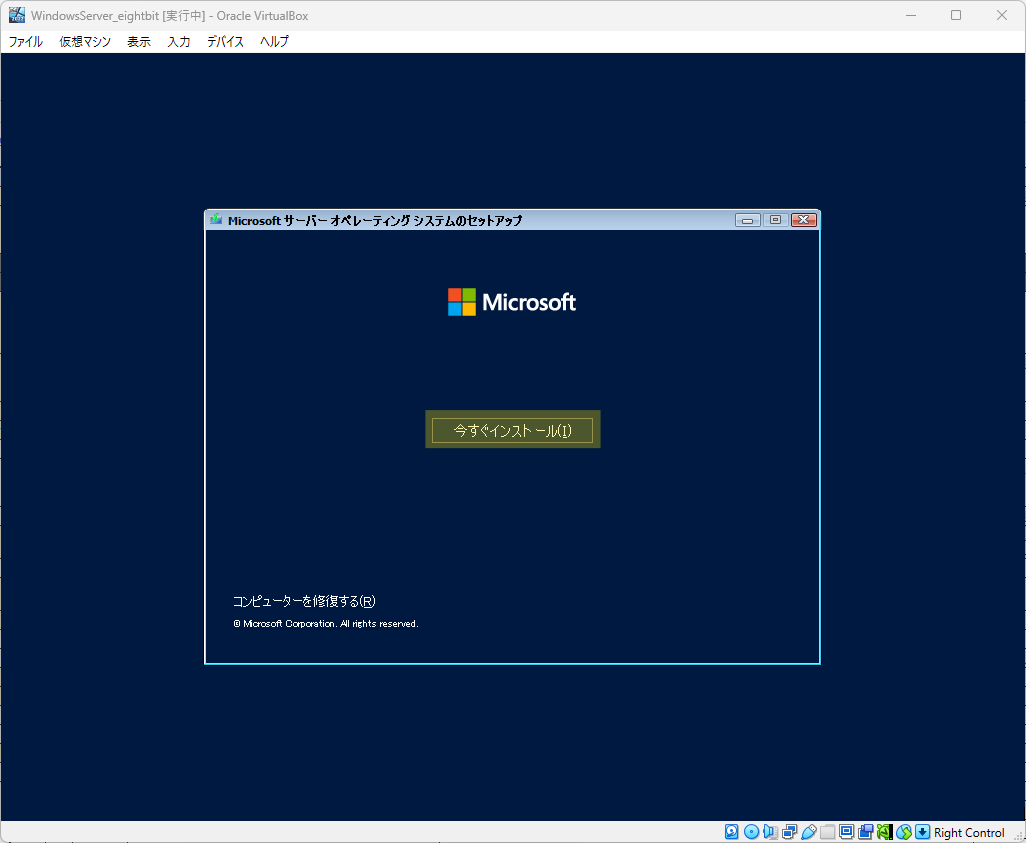 WindowsServer_eightbit [実行中] - Oracle VirtualBox
ファイル 仮想マシン 表示 入力 デバイス ヘルプ
Microsoft サーバー オペレーティング システムのセットアップ
Microsoft
今すぐインストール(I)
コンピューターを修復する(R)
© Microsoft Corporation. All rights reserved.
Right Control